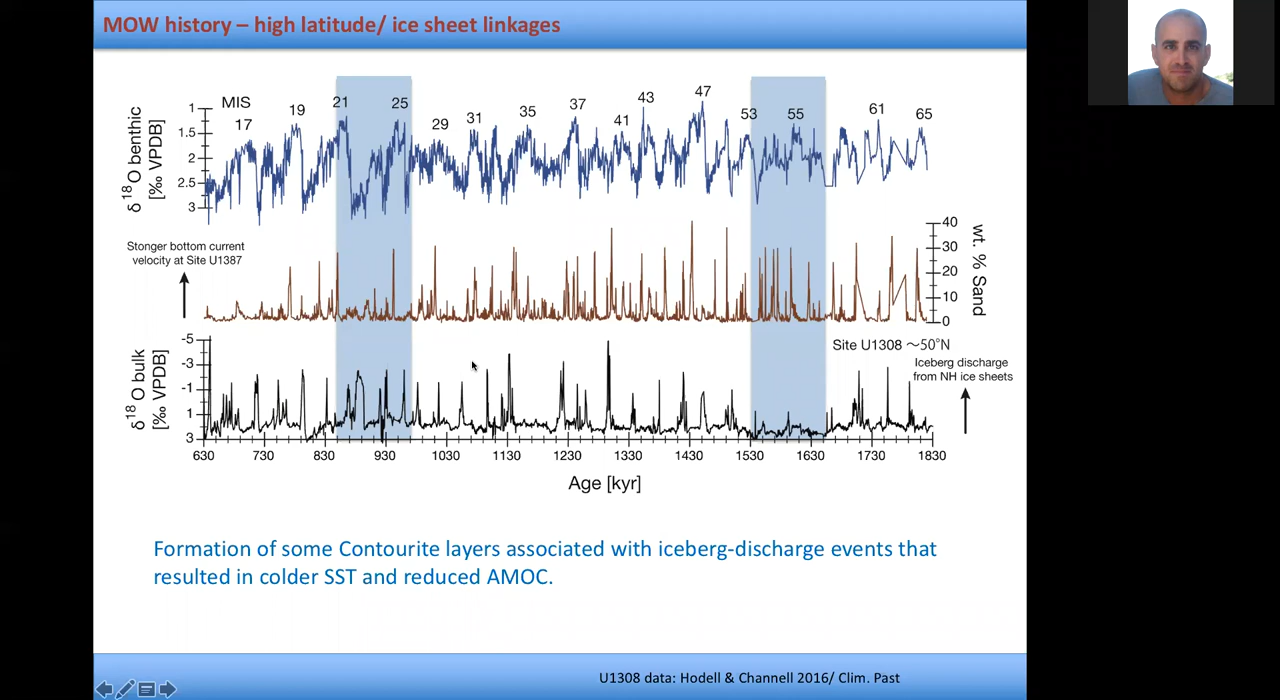 MOW history – high latitude/ ice sheet linkages
MIS
17
19
21
25
29
31
35
37
41
43
47
53
55
61
65
δ18O benthic
[‰ VPDB]
1
1.5
2
2.5
3
Stonger bottom current
velocity at Site U1387
40
30
20
10
0
wt. % Sand
δ18O bulk
[‰ VPDB]
-5
-3
-1
1
3
Site U1308 ~50°N
Iceberg discharge
from NH ice sheets
630 730 830 930 1030 1130 1230 1330 1430 1530 1630 1730 1830
Age [kyr]
Formation of some Contourite layers associated with iceberg-discharge events that
resulted in colder SST and reduced AMOC.
U1308 data: Hodell & Channell 2016/ Clim. Past